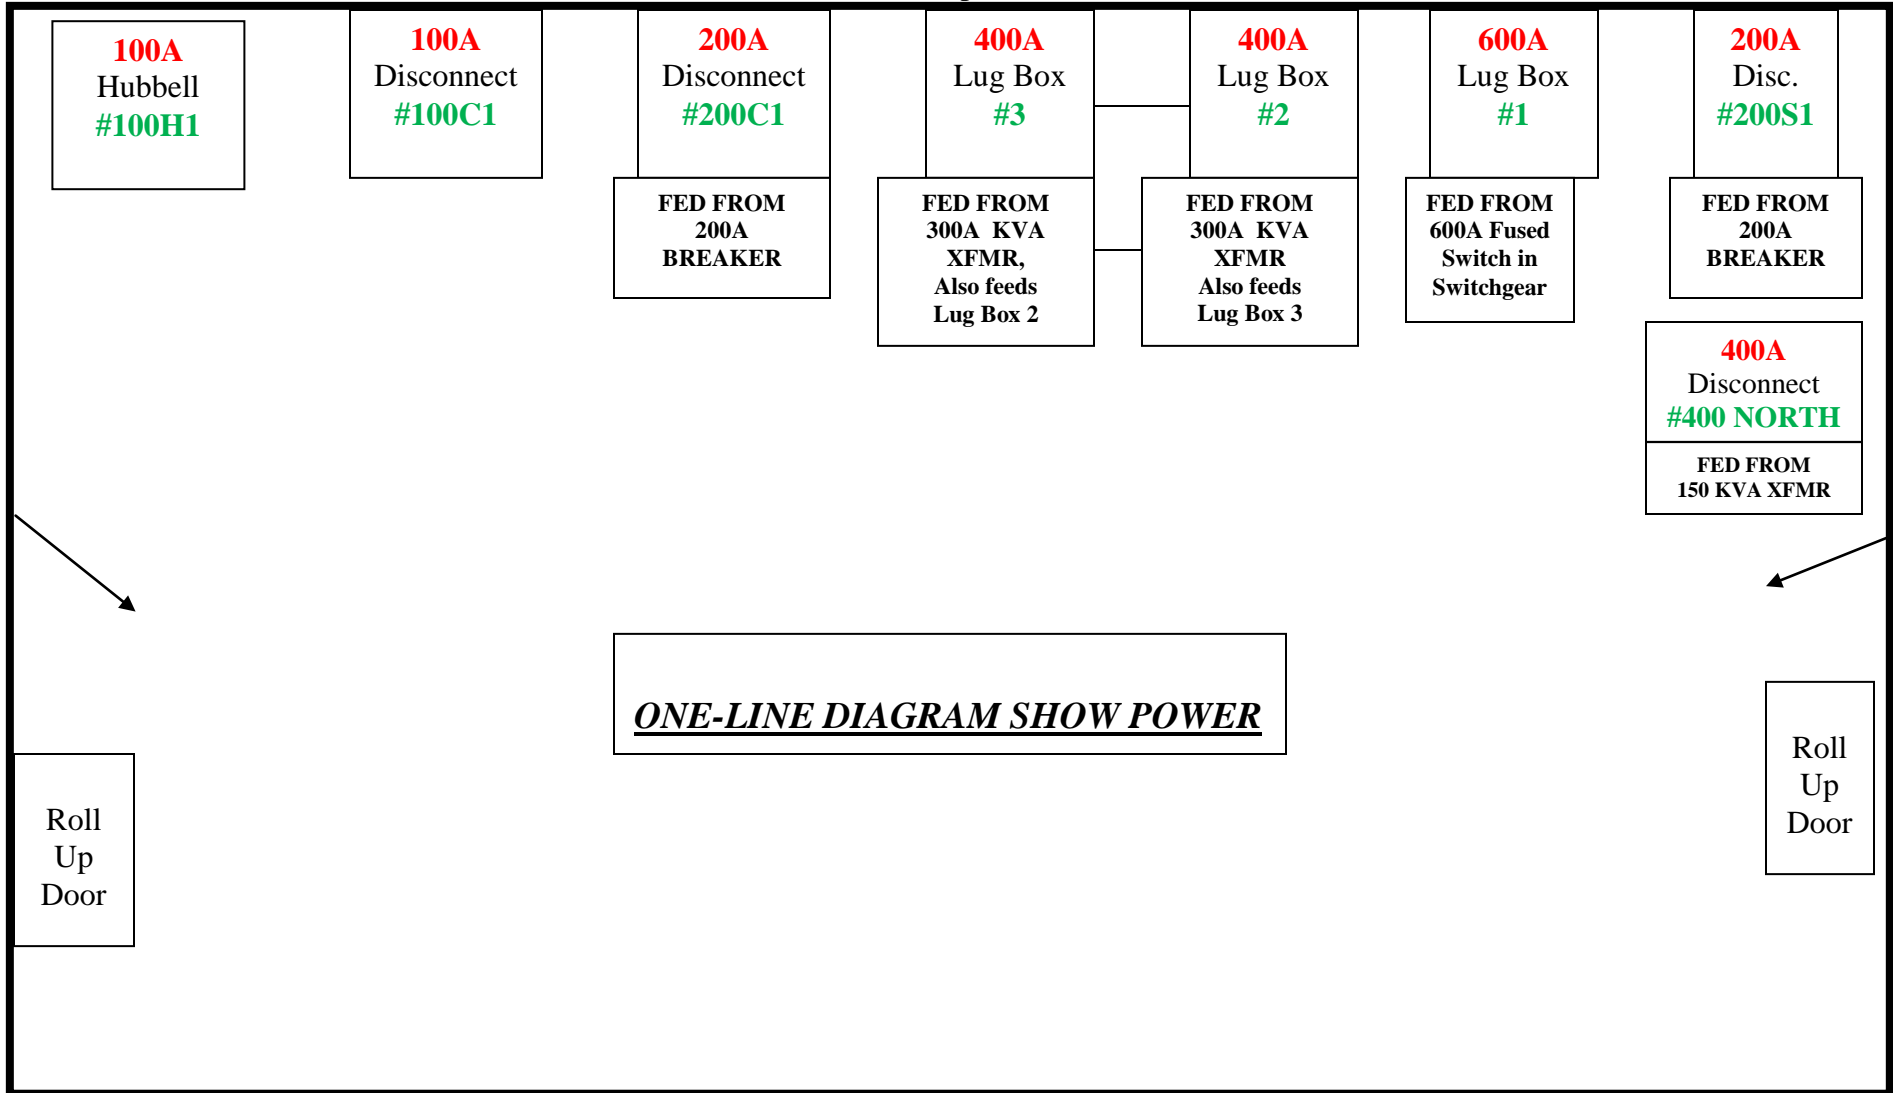 100A
Hubbell
#100H1
100A
Disconnect
#100C1
200A
Disconnect
#200C1
FED FROM
200A
BREAKER
400A
Lug Box
#3
FED FROM
300A KVA
XFMR,
Also feeds
Lug Box 2
400A
Lug Box
#2
FED FROM
300A KVA
XFMR
Also feeds
Lug Box 3
600A
Lug Box
#1
FED FROM
600A Fused
Switch in
Switchgear
200A
Disc.
#200S1
FED FROM
200A
BREAKER
400A
Disconnect
#400 NORTH
FED FROM
150 KVA XFMR
ONE-LINE DIAGRAM SHOW POWER
Roll
Up
Door
Roll
Up
Door